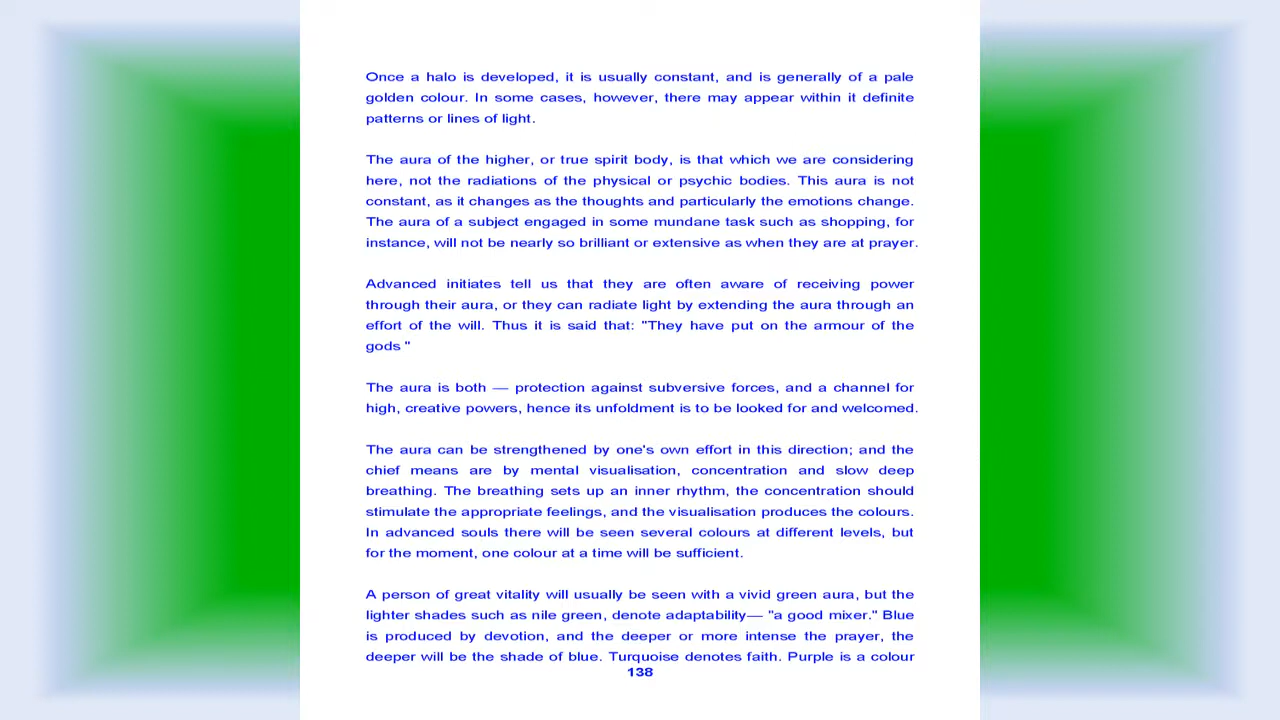 Once a halo is developed, it is usually constant, and is generally of a pale
golden colour. In some cases, however, there may appear within it definite
patterns or lines of light.
The aura of the higher, or true spirit body, is that which we are considering
here, not the radiations of the physical or psychic bodies. This aura is not
constant, as it changes as the thoughts and particularly the emotions change.
The aura of a subject engaged in some mundane task such as shopping, for
instance, will not be nearly so brilliant or extensive as when they are at prayer.
Advanced initiates tell us that they are often aware of receiving power
through their aura, or they can radiate light by extending the aura through an
effort of the will. Thus it is said that: "They have put on the armour of the
gods "
The aura is both — protection against subversive forces, and a channel for
high, creative powers, hence its unfoldment is to be looked for and welcomed.
The aura can be strengthened by one's own effort in this direction; and the
chief means are by mental visualisation, concentration and slow deep
breathing. The breathing sets up an inner rhythm, the concentration should
stimulate the appropriate feelings, and the visualisation produces the colours.
In advanced souls there will be seen several colours at different levels, but
for the moment, one colour at a time will be sufficient.
A person of great vitality will usually be seen with a vivid green aura, but the
lighter shades such as nile green, denote adaptability— "a good mixer." Blue
is produced by devotion, and the deeper or more intense the prayer, the
deeper will be the shade of blue. Turquoise denotes faith. Purple is a colour
138